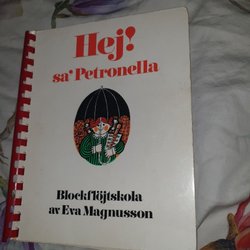 Hej!
sa' Petronella
Blockflöjtskola
av Eva Magnusson